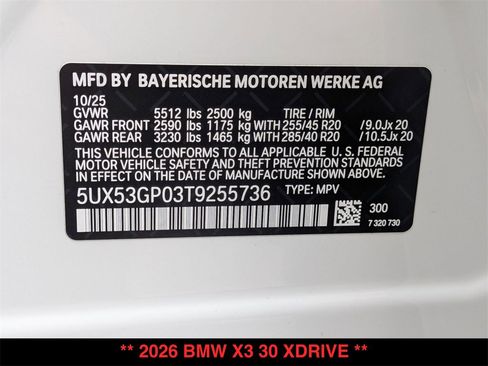 MFD BY BAYERISCHE MOTOREN WERKE AG
10/25
GVWR 5512 lbs 2500 kg TIRE / RIM
GAWR FRONT 2590 lbs 1175 kg WITH 255/45 R20 /9.0Jx 20
GAWR REAR 3230 lbs 1465 kg WITH 285/40 R20 /10.5Jx 20
THIS VEHICLE CONFORMS TO ALL APPLICABLE U. S. FEDERAL
MOTOR VEHICLE SAFETY, BUMPER, AND THEFT PREVENTION STANDARDS
IN EFFECT ON THE DATE OF MANUFACTURE SHOWN ABOVE.
5UX53GP03T9255736 TYPE: MPV
300
7 320 730
** 2026 BMW X3 30 XDRIVE **